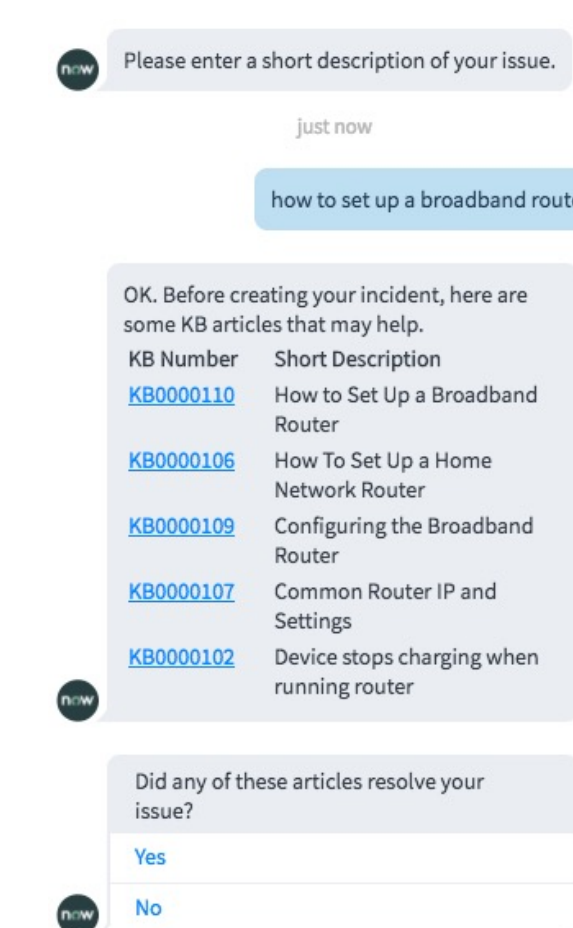 now
Please enter a short description of your issue.
just now
how to set up a broadband
OK. Before creating your incident, here are
some KB articles that may help.
KB Number Short Description
KB0000110 How to Set Up a Broadband
Router
KB0000106 How To Set Up a Home
Network Router
KB0000109 Configuring the Broadband
Router
KB0000107 Common Router IP and
Settings
KB0000102 Device stops charging when
running router
now
Did any of these articles resolve your
issue?
Yes
No
now